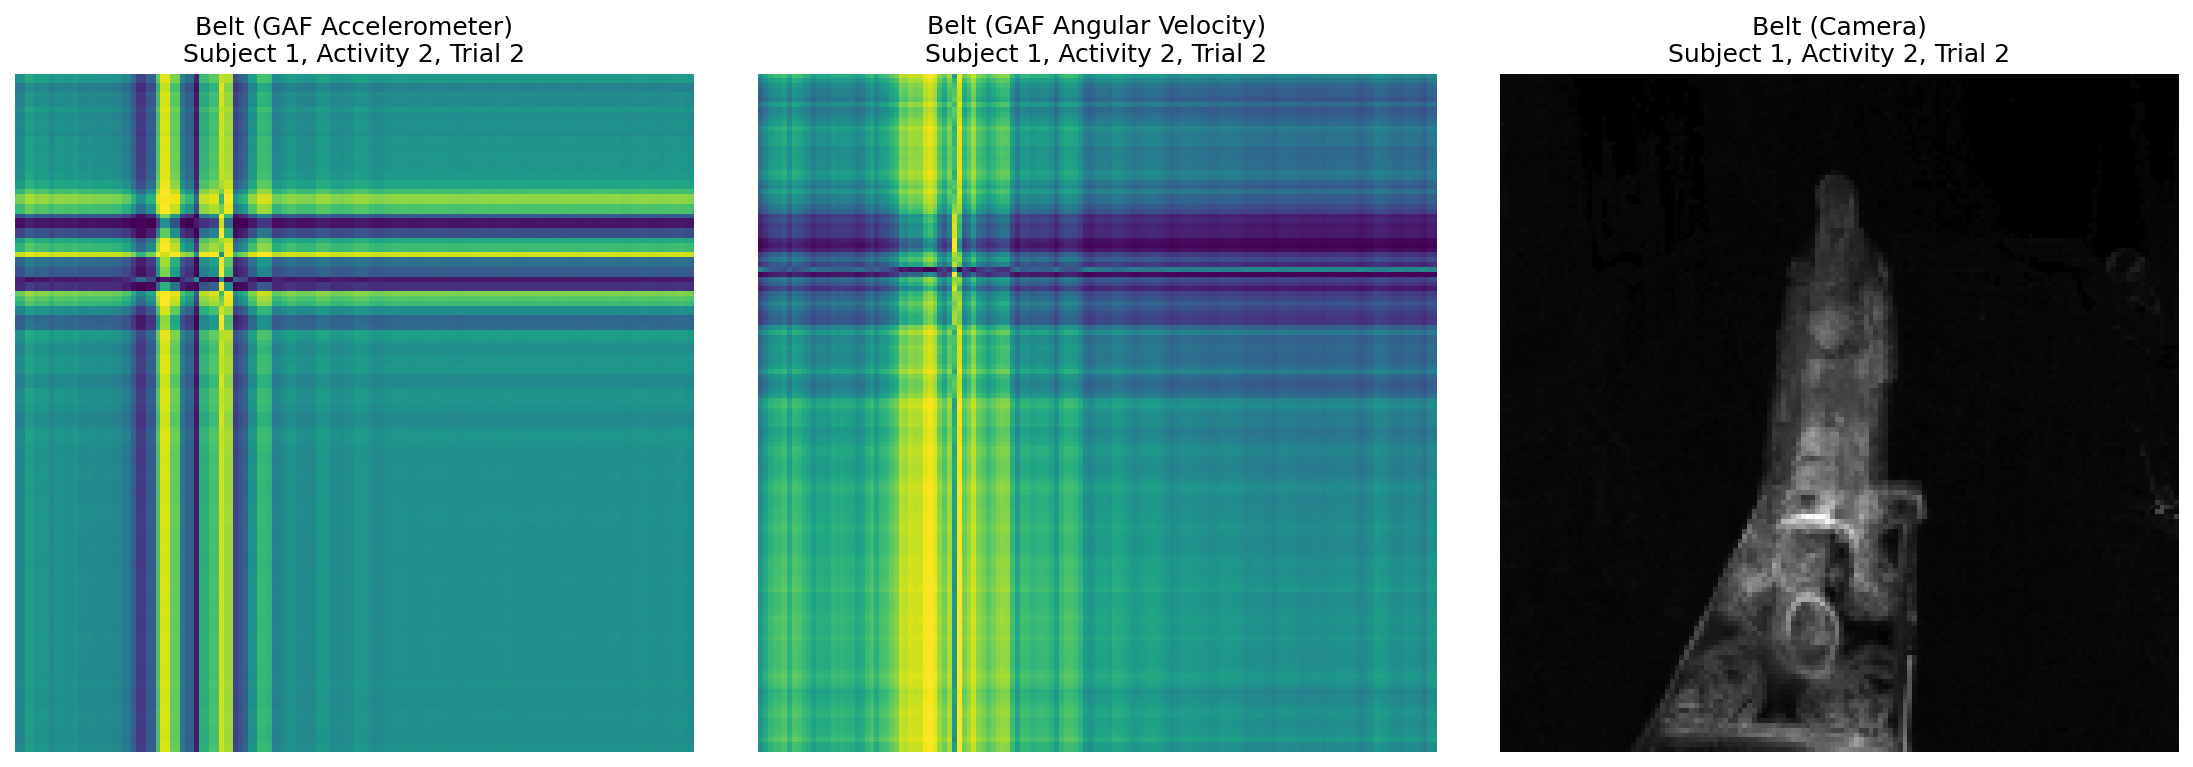 Belt (GAF Accelerometer)
Subject 1, Activity 2, Trial 2
Belt (GAF Angular Velocity)
Subject 1, Activity 2, Trial 2
Belt (Camera)
Subject 1, Activity 2, Trial 2